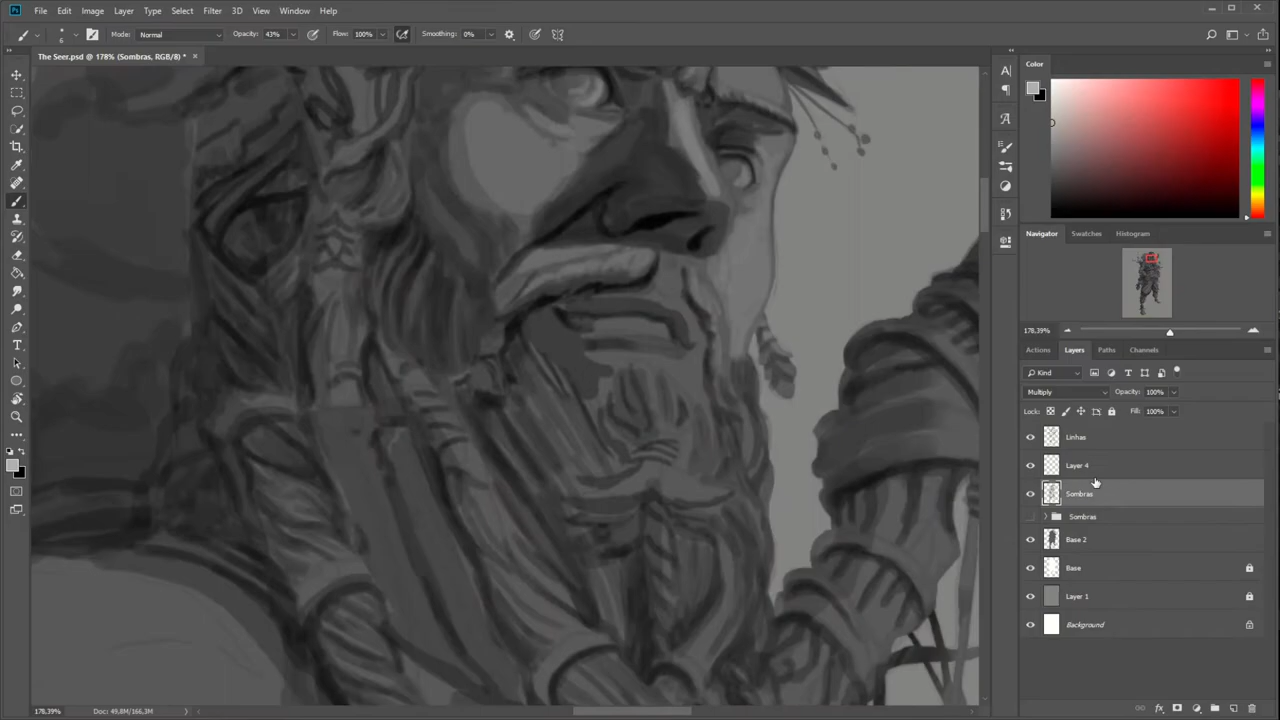 Ps File Edit Image Layer Type Select Filter 3D View Window Help
6 Mode: Normal Opacity: 43% Flow: 100% Smoothing: 0%
The Seer.psd @ 178% (Sombras, RGB/8) * ×
Color
Navigator Swatches Histogram
178.39%
Actions Layers Paths Channels
Kind
Multiply Opacity: 100%
Lock: Fill: 100%
Linhas
Layer 4
Sombras
Sombras
Base 2
Base
Layer 1
Background
178.39% Doc: 49,8M/166,3M